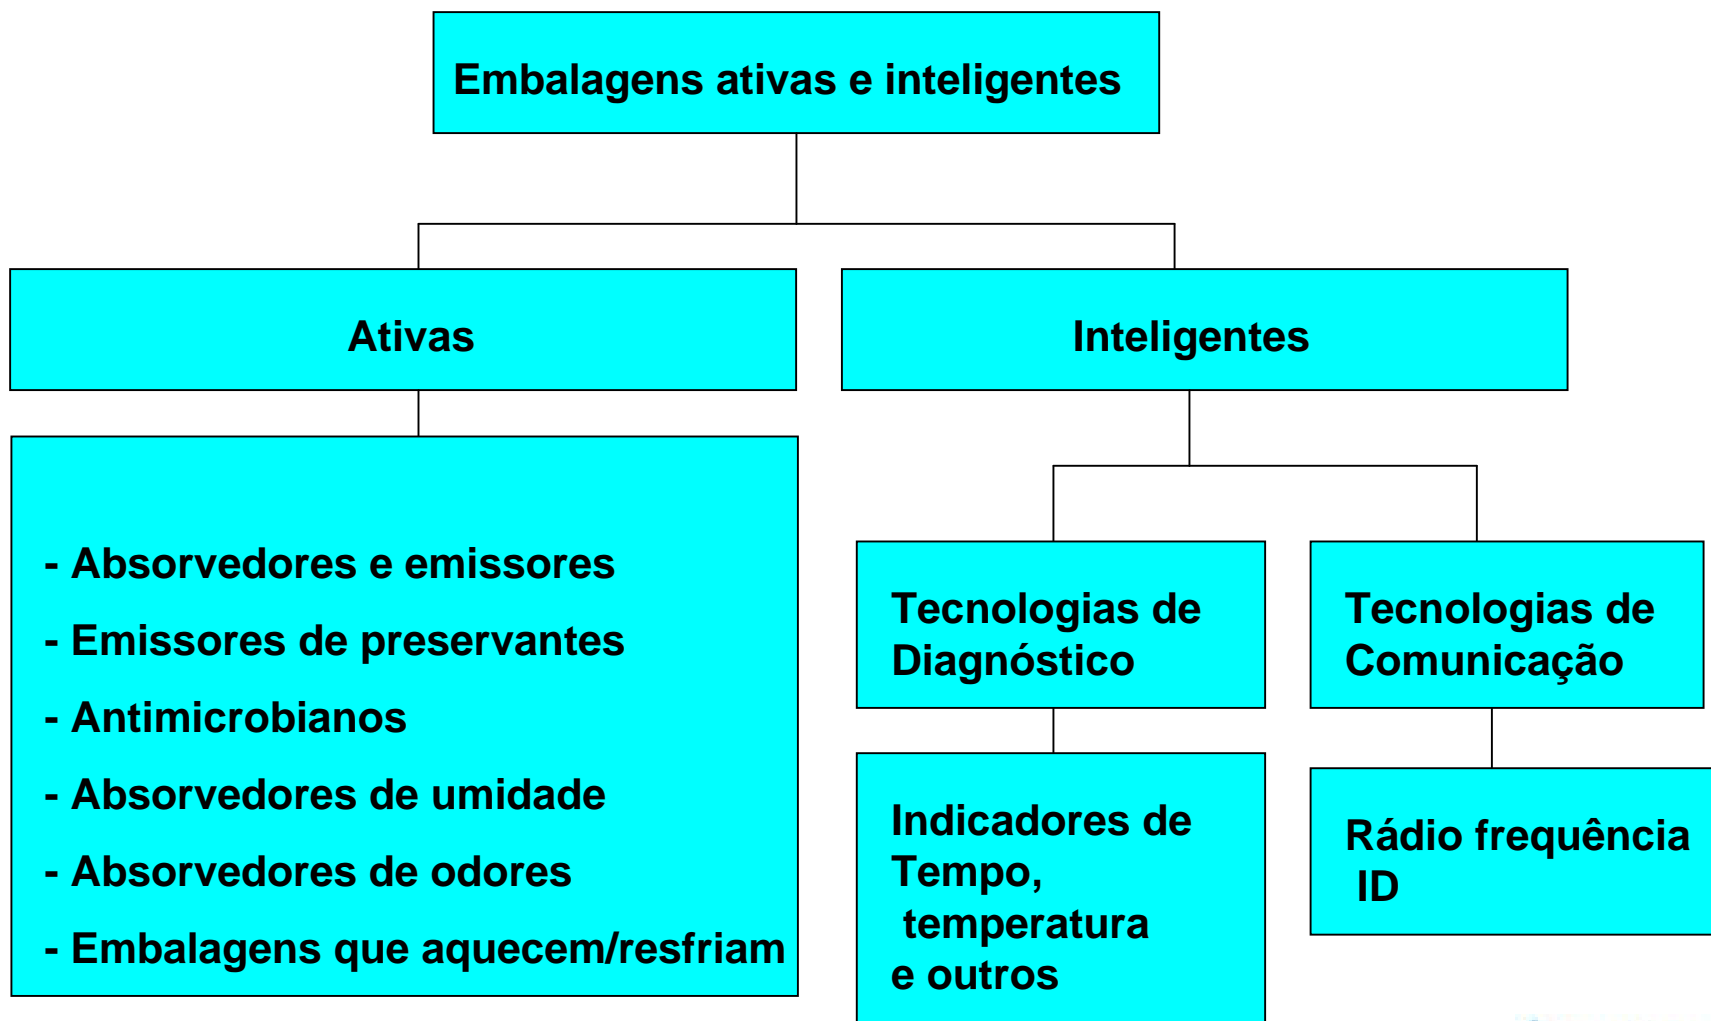 Embalagens ativas e inteligentes
Ativas
Inteligentes
- Absorvedores e emissores
- Emissores de preservantes
- Antimicrobianos
- Absorvedores de umidade
- Absorvedores de odores
- Embalagens que aquecem/resfriam
Tecnologias de
Diagnóstico
Indicadores de
Tempo,
temperatura
e outros
Tecnologias de
Comunicação
Rádio frequência
ID